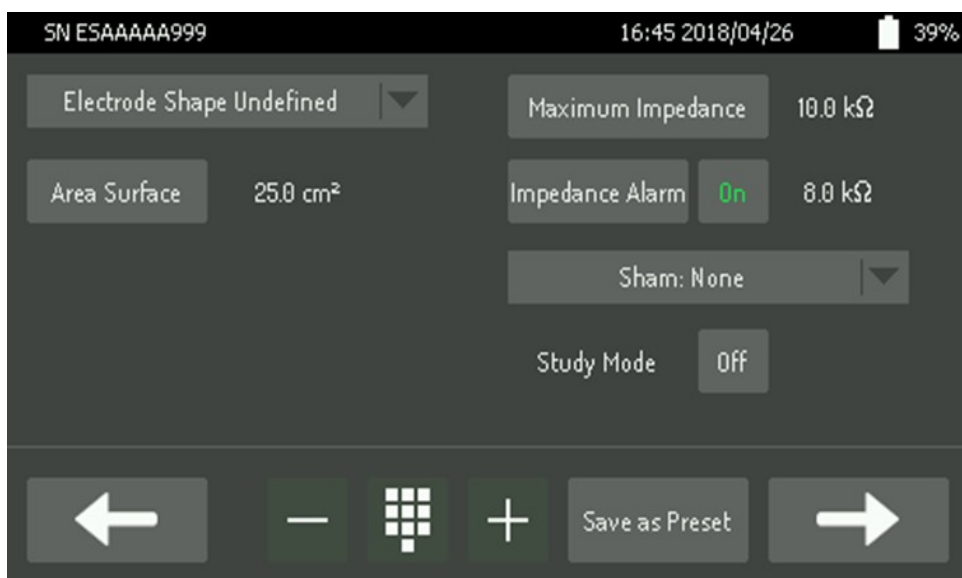 SN ESAAAAA999 16:45 2018/04/26 39%
Electrode Shape Undefined
Maximum Impedance 10.0 kΩ
Area Surface 25.0 cm²
Impedance Alarm On 8.0 kΩ
Sham: None
Study Mode Off
Save as Preset